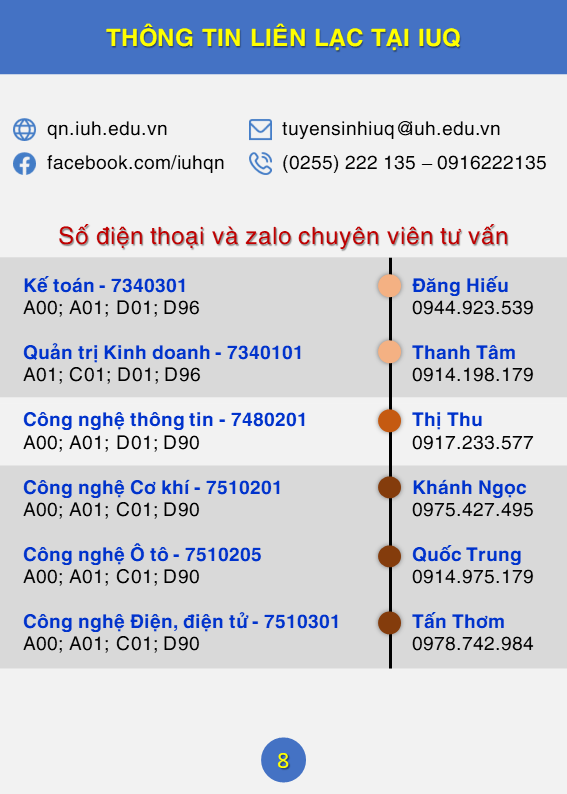 THÔNG TIN LIÊN LẠC TẠI IUQ
qn.iuh.edu.vn
tuyensinhiuq@iuh.edu.vn
facebook.com/iuhqn
(0255) 222 135 – 0916222135
Số điện thoại và zalo chuyên viên tư vấn
Kế toán - 7340301
A00; A01; D01; D96
Đăng Hiếu
0944.923.539
Quản trị Kinh doanh - 7340101
A01; C01; D01; D96
Thanh Tâm
0914.198.179
Công nghệ thông tin - 7480201
A00; A01; D01; D90
Thị Thu
0917.233.577
Công nghệ Cơ khí - 7510201
A00; A01; C01; D90
Khánh Ngọc
0975.427.495
Công nghệ Ô tô - 7510205
A00; A01; C01; D90
Quốc Trung
0914.975.179
Công nghệ Điện, điện tử - 7510301
A00; A01; C01; D90
Tấn Thơm
0978.742.984
8